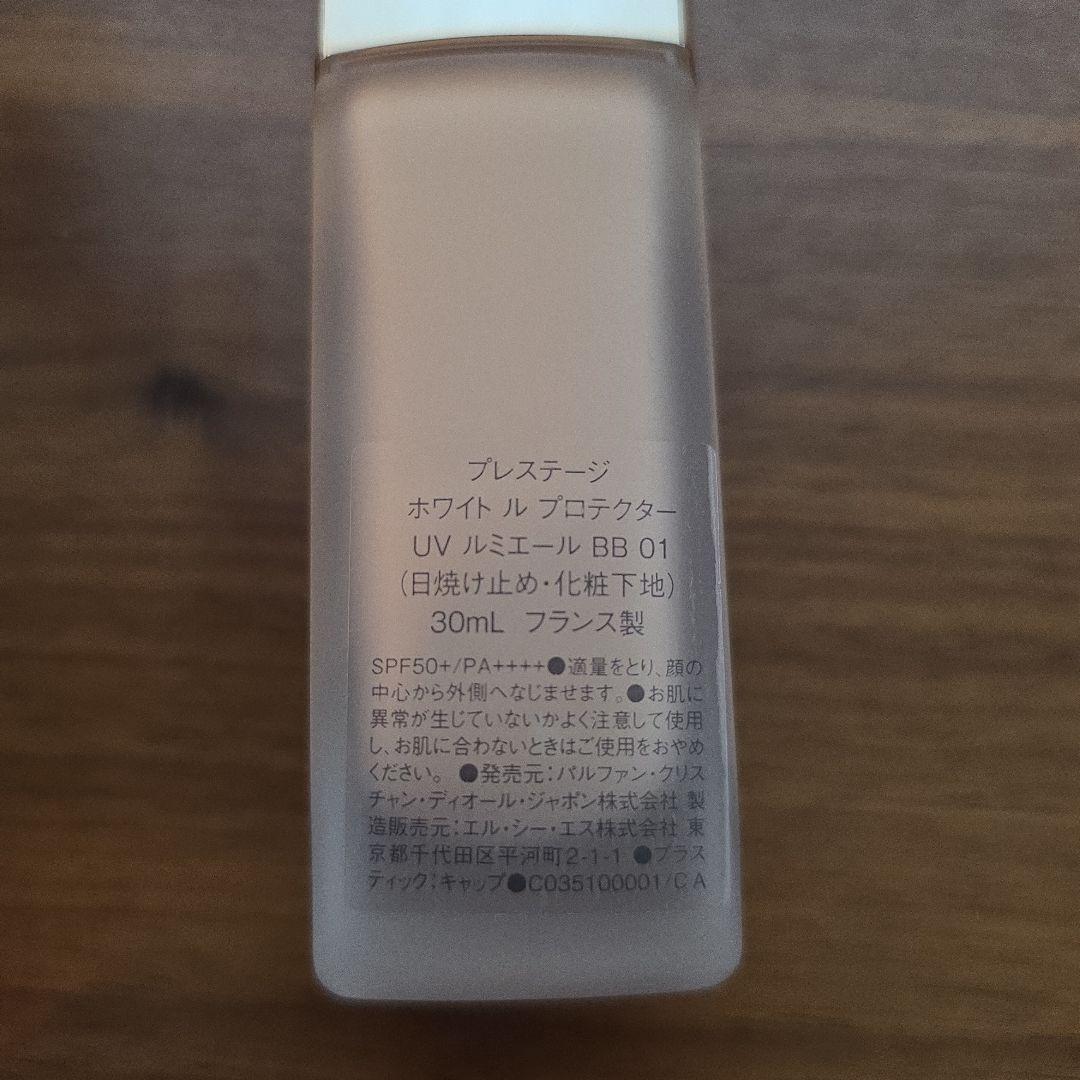 プレステージ
ホワイト ル プロテクター
UV ルミエール BB 01
(日焼け止め・化粧下地)
30mL フランス製
SPF50+/PA++++●適量をとり、顔の
中心から外側へなじませます。●お肌に
異常が生じていないかよく注意して使用
し、お肌に合わないときはご使用をおやめ
ください。 ●発売元：パルファン・クリス
チャン・ディオール・ジャポン株式会社 製
造販売元：エル・シー・エス株式会社 東
京都千代田区平河町2-1-1 ●プラス
ティック：キャップ●C035100001/CA